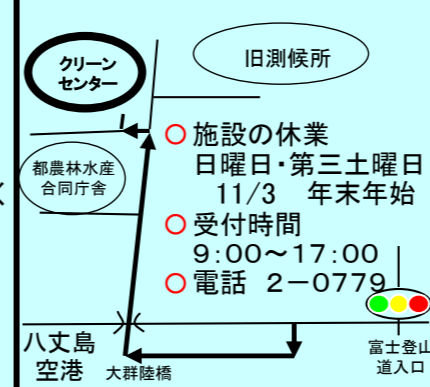 クリーン
センター
旧測候所
○ 施設の休業
日曜日・第三土曜日
11/3 年末年始
都農林水産
合同庁舎
○ 受付時間
9:00～17:00
○ 電話 2－0779
八丈島
空港
大群陸橋
富士登山
道入口